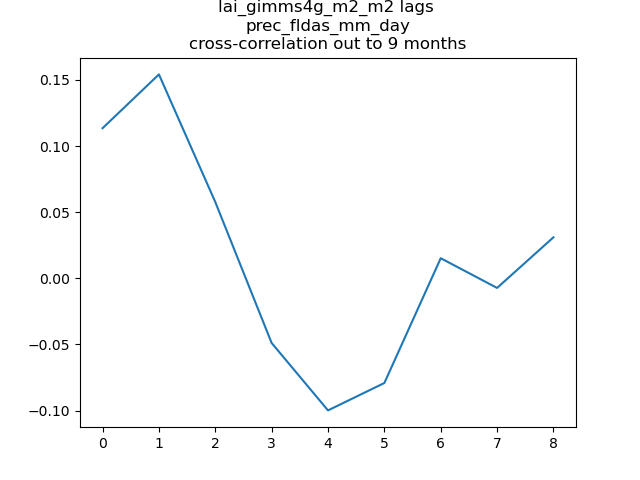 lai_gimms4g_m2_m2 lags
prec_fldas_mm_day
cross-correlation out to 9 months
0.15
0.10
0.05
0.00
−0.05
−0.10
0 1 2 3 4 5 6 7 8